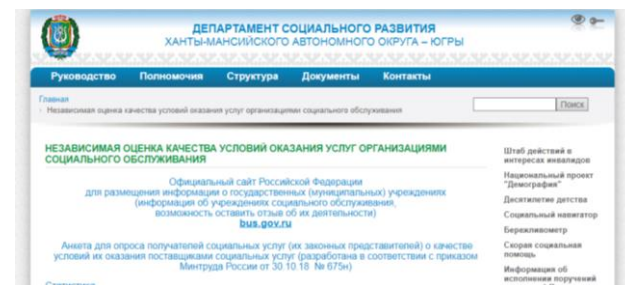 ДЕПАРТАМЕНТ СОЦИАЛЬНОГО РАЗВИТИЯ
ХАНТЫ-МАНСИЙСКОГО АВТОНОМНОГО ОКРУГА – ЮГРЫ
Руководство Полномочия Структура Документы Контакты
Главная
Независимая оценка качества условий оказания услуг организациями социального обслуживания
Поиск
НЕЗАВИСИМАЯ ОЦЕНКА КАЧЕСТВА УСЛОВИЙ ОКАЗАНИЯ УСЛУГ ОРГАНИЗАЦИЯМИ
СОЦИАЛЬНОГО ОБСЛУЖИВАНИЯ
Официальный сайт Российской Федерации
для размещения информации о государственных (муниципальных) учреждениях
(информация об учреждениях социального обслуживания,
возможность оставить отзыв об их деятельности)
bus.gov.ru
Анкета для опроса получателей социальных услуг (их законных представителей) о качестве
условий их оказания поставщиками социальных услуг (разработана в соответствии с приказом
Минтруда России от 30.10.18 № 675н)
Статистика
Штаб действий в
интересах инвалидов
Национальный проект
"Демография"
Десятилетие детства
Социальный навигатор
Бережливометр
Скорая социальная
помощь
Информация об
исполнении поручений